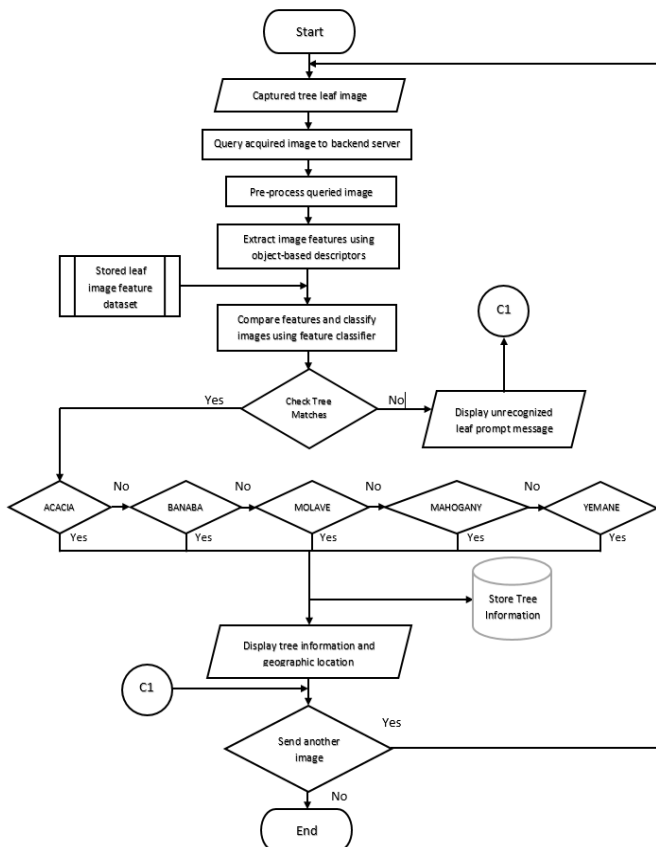 Start
Captured tree leaf image
Query acquired image to backend server
Pre-process queried image
Extract image features using
object-based descriptors
Stored leaf
image feature
dataset
Compare features and classify
images using feature classifier
C1
Yes
Check Tree
Matches
No
Display unrecognized
leaf prompt message
No
No
No
No
ACACIA
BANABA
MOLAVE
MAHOGANY
YEMANE
Yes
Yes
Yes
Yes
Yes
Store Tree
Information
Display tree information and
geographic location
C1
Yes
Send another
image
No
End